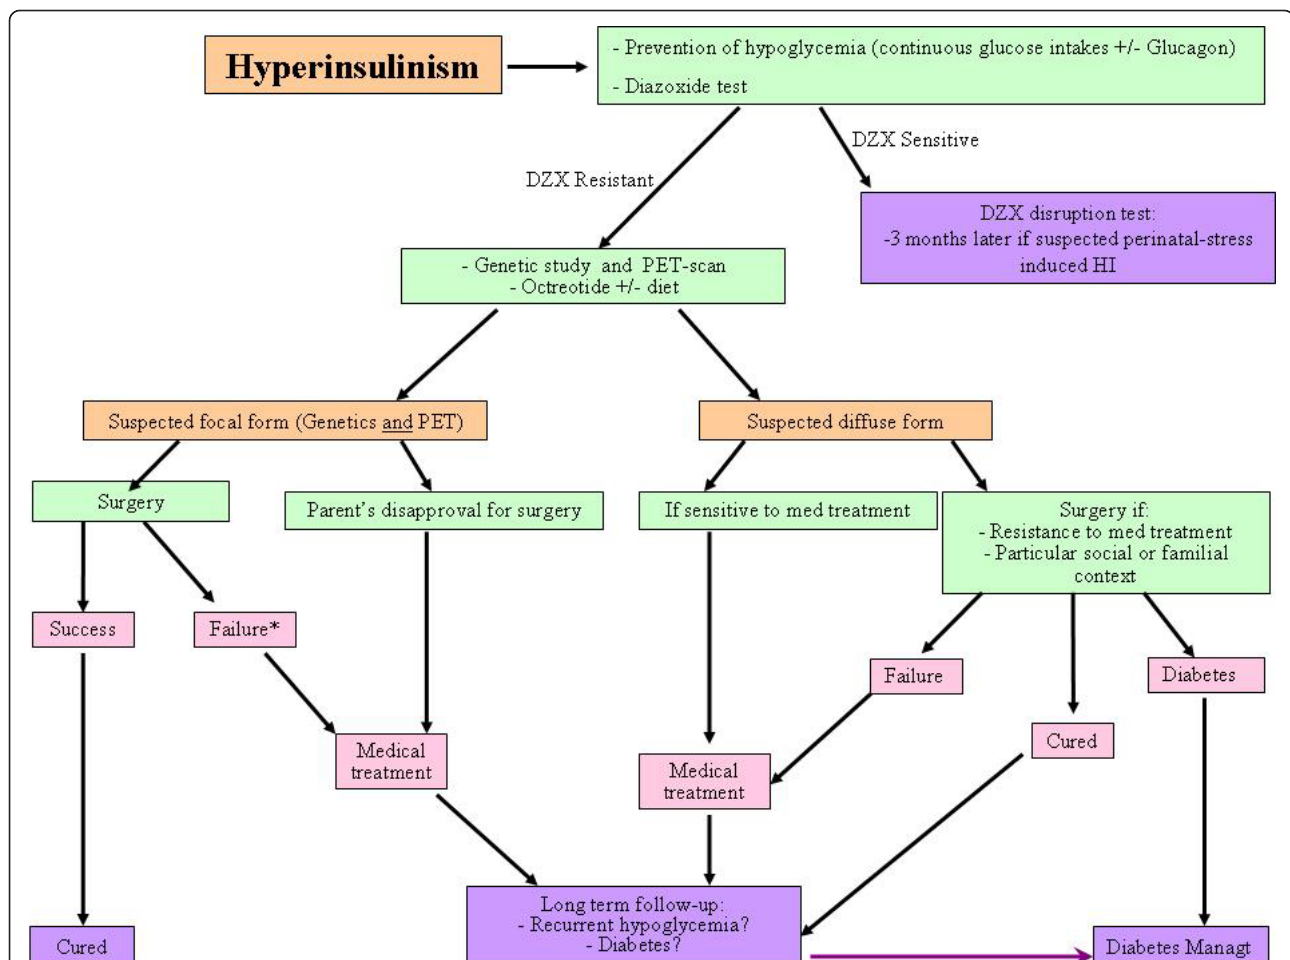 Hyperinsulinism
- Prevention of hypoglycemia (continuous glucose intakes +/- Glucagon)
- Diazoxide test
DZX Sensitive
DZX Resistant
DZX disruption test:
-3 months later if suspected perinatal-stress
induced HI
- Genetic study and PET-scan
- Octreotide +/- diet
Suspected focal form (Genetics and PET)
Suspected diffuse form
Surgery
Parent's disapproval for surgery
If sensitive to med treatment
Surgery if:
- Resistance to med treatment
- Particular social or familial
context
Success
Failure*
Failure
Diabetes
Medical
treatment
Cured
Medical
treatment
Long term follow-up:
- Recurrent hypoglycemia?
- Diabetes?
Cured
Diabetes Managt